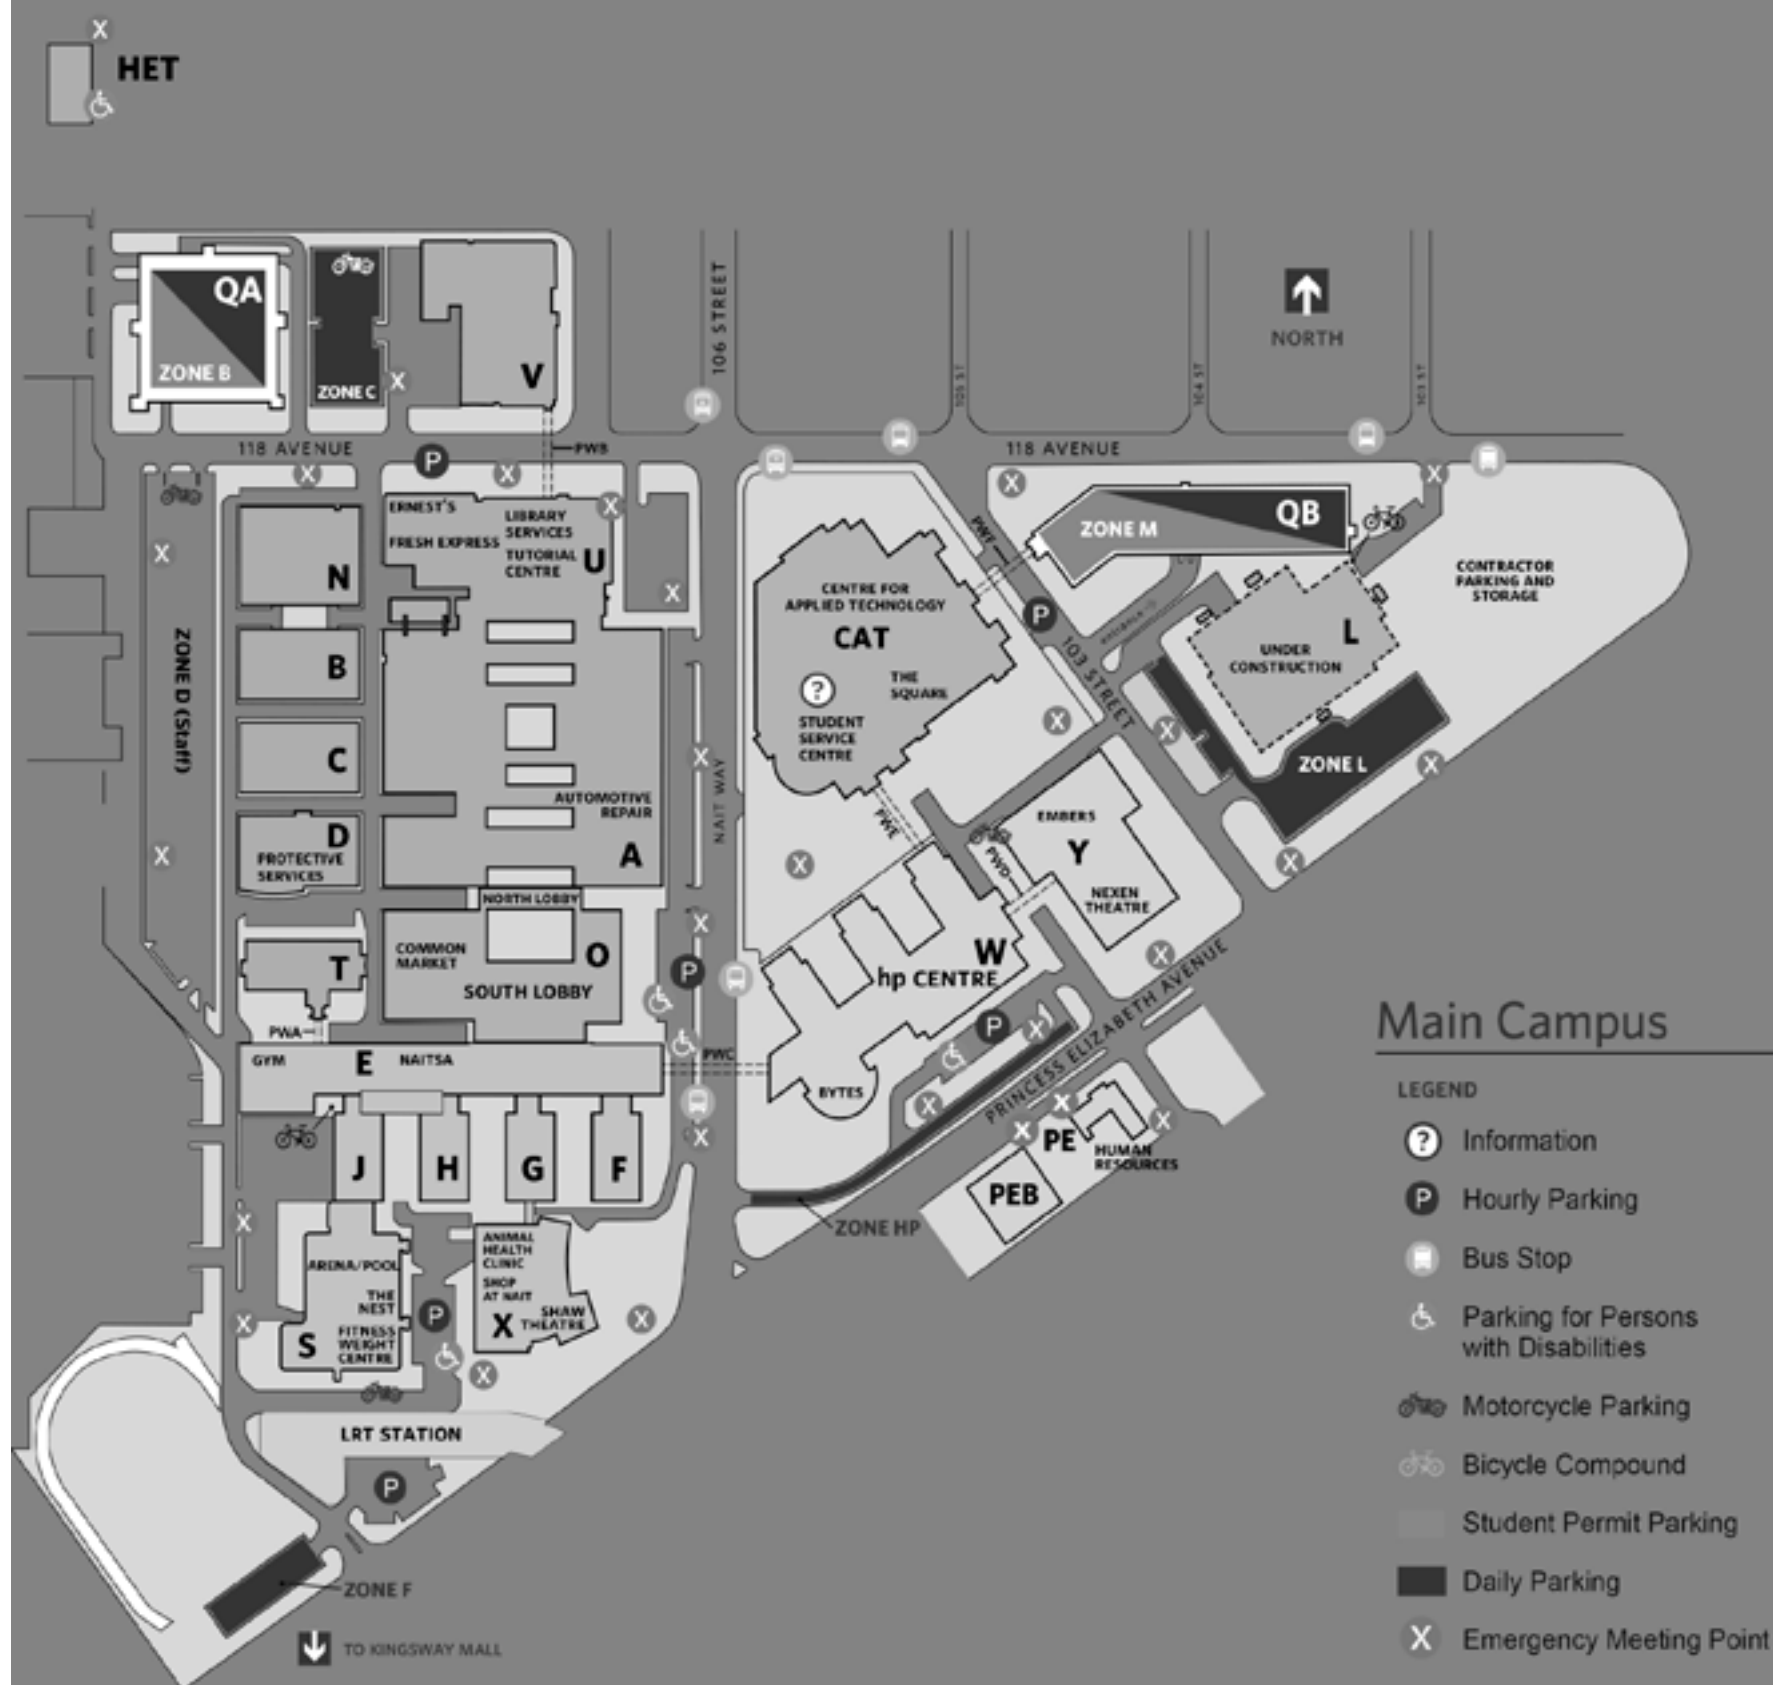 HET
QA
ZONE B
ZONE C
V
106 STREET
105 ST
104 ST
103 ST
NORTH
118 AVENUE
PWB
118 AVENUE
ERNEST'S
FRESH EXPRESS
LIBRARY
SERVICES
TUTORIAL
CENTRE
U
N
B
C
D
PROTECTIVE
SERVICES
ZONE D (Staff)
AUTOMOTIVE
REPAIR
A
NAIT WAY
CENTRE FOR
APPLIED TECHNOLOGY
CAT
?
THE
SQUARE
STUDENT
SERVICE
CENTRE
PWF
ZONE M
QB
P
103 STREET
UNDER
CONSTRUCTION
L
CONTRACTOR
PARKING AND
STORAGE
ZONE L
PWE
EMBERS
Y
PWD
NEXEN
THEATRE
NORTH LOBBY
COMMON
MARKET
O
SOUTH LOBBY
T
PWA
GYM
E
NAITSA
PWC
W
hp CENTRE
BYTES
PRINCESS ELIZABETH AVENUE
PE
HUMAN
RESOURCES
PEB
ZONE HP
J
H
G
F
ARENA/POOL
THE
NEST
FITNESS
WEIGHT
CENTRE
S
ANIMAL
HEALTH
CLINIC
SHOP
AT NAIT
X
SHAW
THEATRE
LRT STATION
P
ZONE F
TO KINGSWAY MALL
Main Campus
LEGEND
? Information
P Hourly Parking
Bus Stop
Parking for Persons
with Disabilities
Motorcycle Parking
Bicycle Compound
Student Permit Parking
Daily Parking
X Emergency Meeting Point